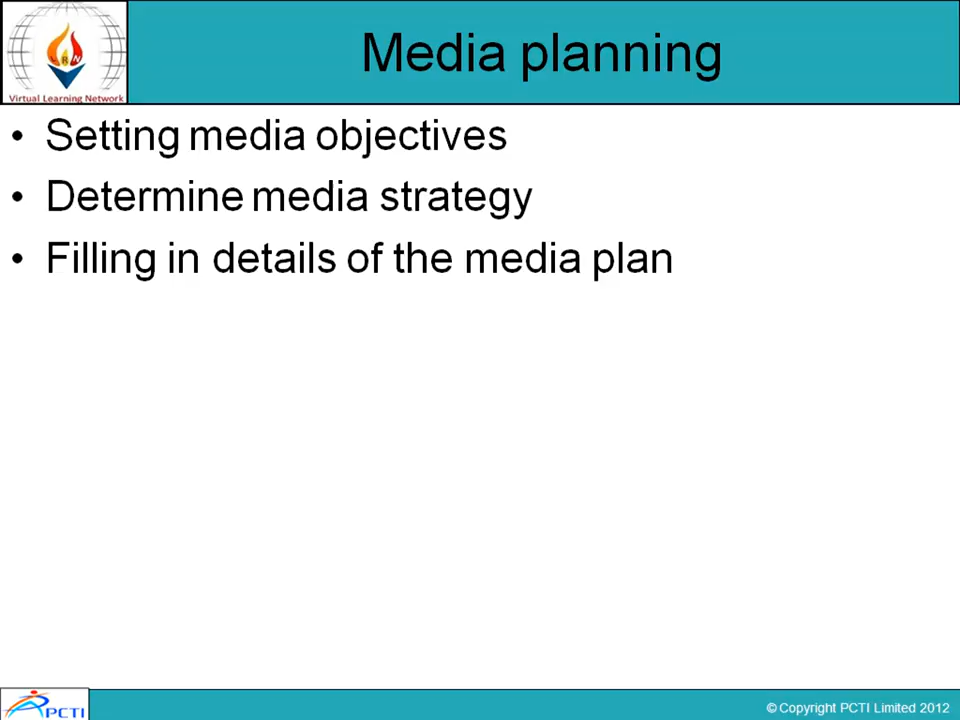 Media planning
Virtual Learning Network
• Setting media objectives
• Determine media strategy
• Filling in details of the media plan
PCTI
© Copyright PCTI Limited 2012